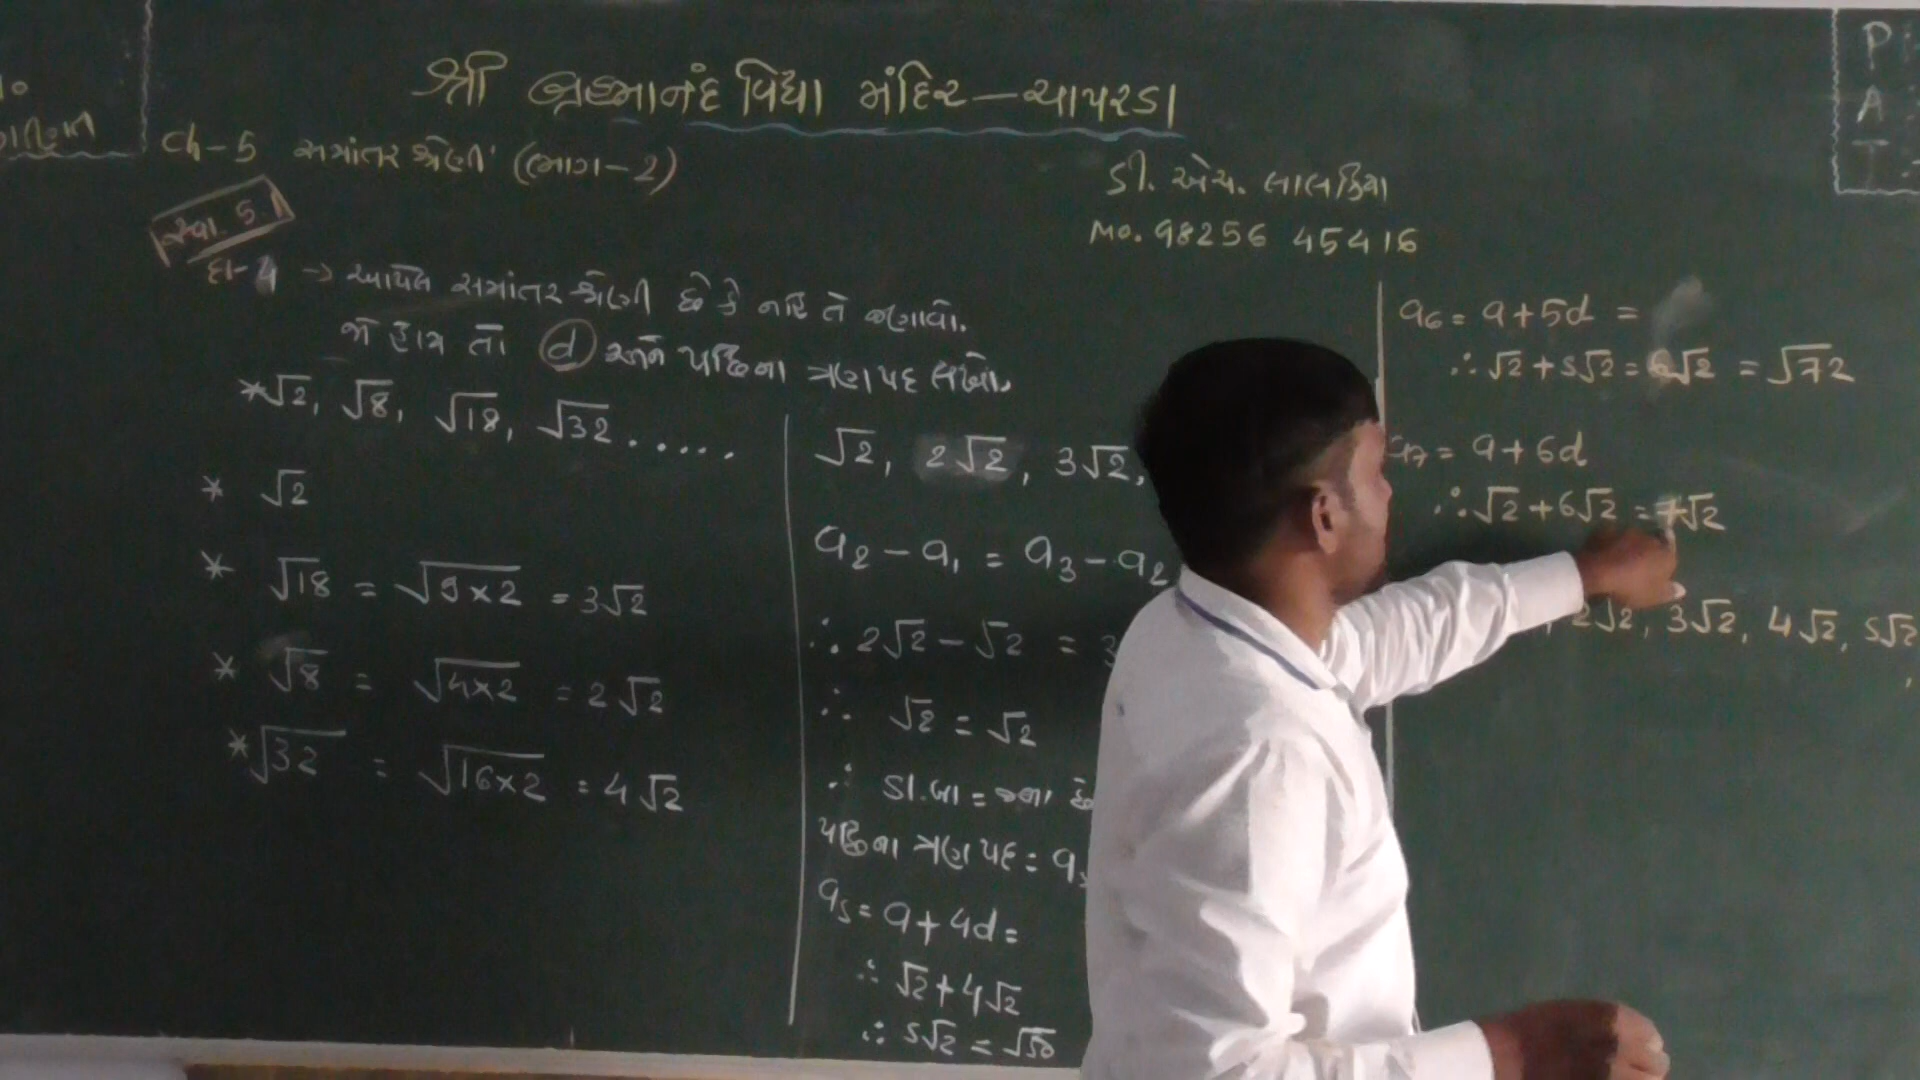 શ્રી બ્રહ્માનંદ વિદ્યા મંદિર – ચાપરડા
Ch-5 સમાંતર શ્રેણી (ભાગ-2)
ડી. એચ. લાલકિયા
Mo. 98256 45416
સ્વા. 5.1
દા-4 → આપેલ સમાંતર શ્રેણી છે કે નહિ તે જણાવો.
જો હોય તો d અને પછીના ત્રણ પદ લખો.
* √2, √8, √18, √32 .....
* √2
* √18 = √9×2 = 3√2
* √8 = √4×2 = 2√2
* √32 = √16×2 = 4√2
√2, 2√2, 3√2,
a2 – a1 = a3 – a2
∴ 2√2 – √2 = 3
∴ √2 = √2
∴ ડા.બા = જ.બા છે
પછીના ત્રણ પદ = a5
a5 = a + 4d =
∴ √2 + 4√2
∴ 5√2 = √50
a6 = a + 5d =
∴ √2 + 5√2 = 6√2 = √72
a7 = a + 6d
∴ √2 + 6√2 = 7√2
2√2, 3√2, 4√2, 5√2,
P
A
T